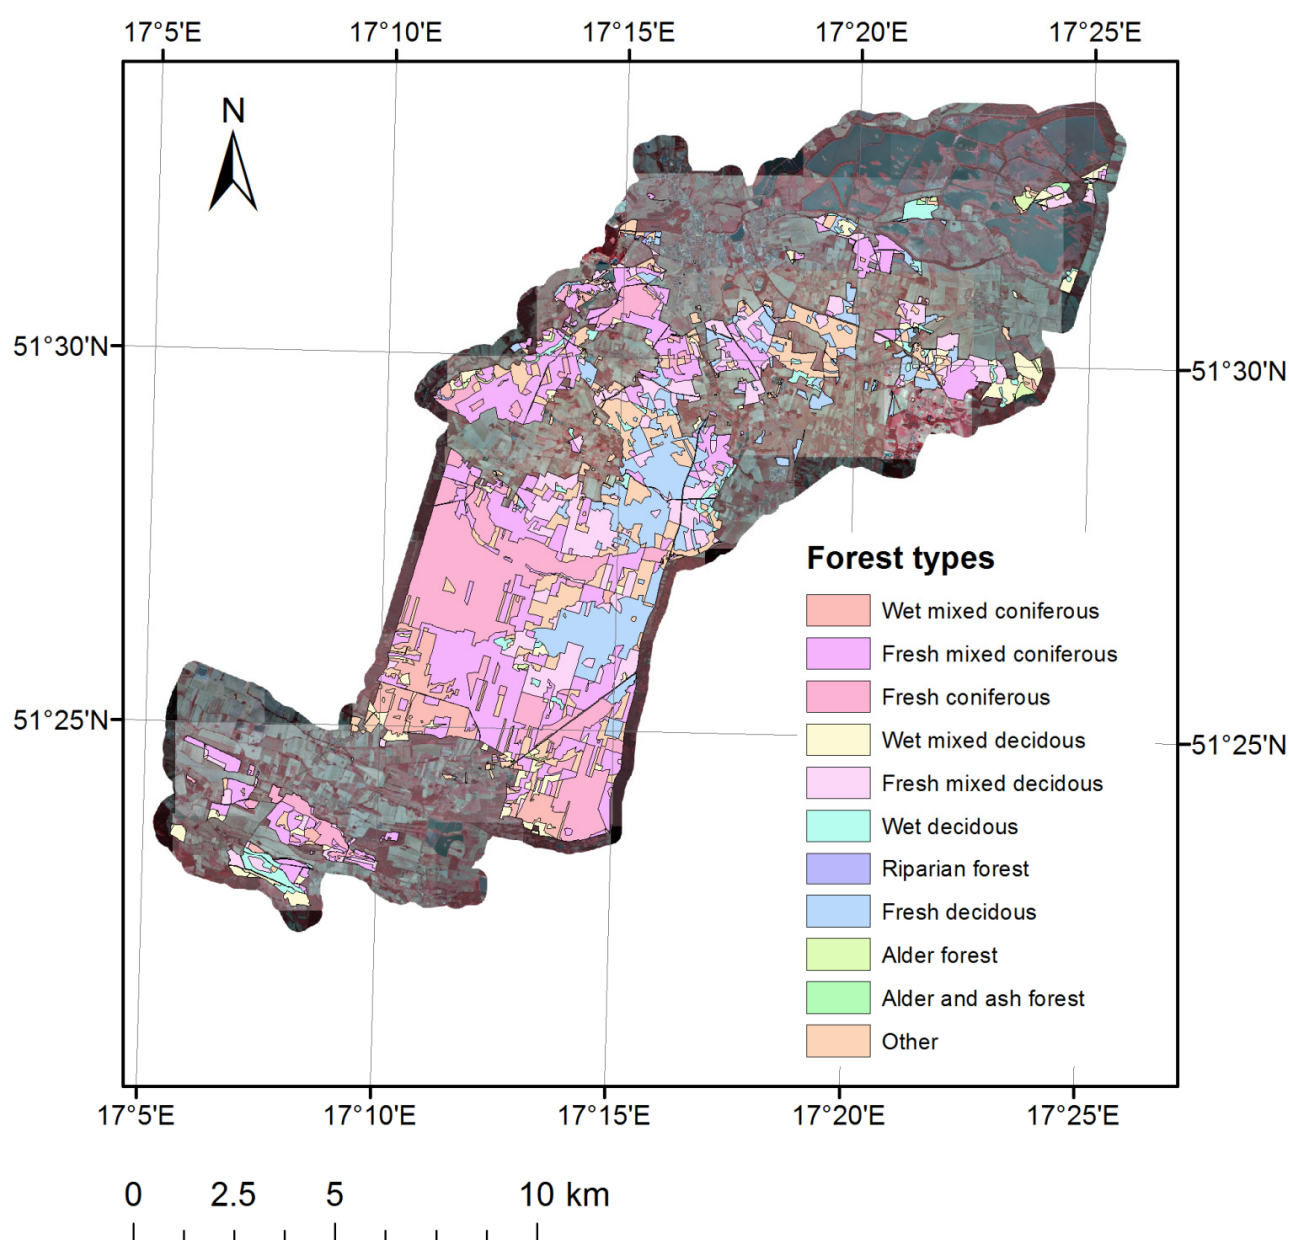 17°5'E 17°10'E 17°15'E 17°20'E 17°25'E
N
51°30'N 51°30'N
51°25'N 51°25'N
Forest types
Wet mixed coniferous
Fresh mixed coniferous
Fresh coniferous
Wet mixed decidous
Fresh mixed decidous
Wet decidous
Riparian forest
Fresh decidous
Alder forest
Alder and ash forest
Other
17°5'E 17°10'E 17°15'E 17°20'E 17°25'E
0 2.5 5 10 km